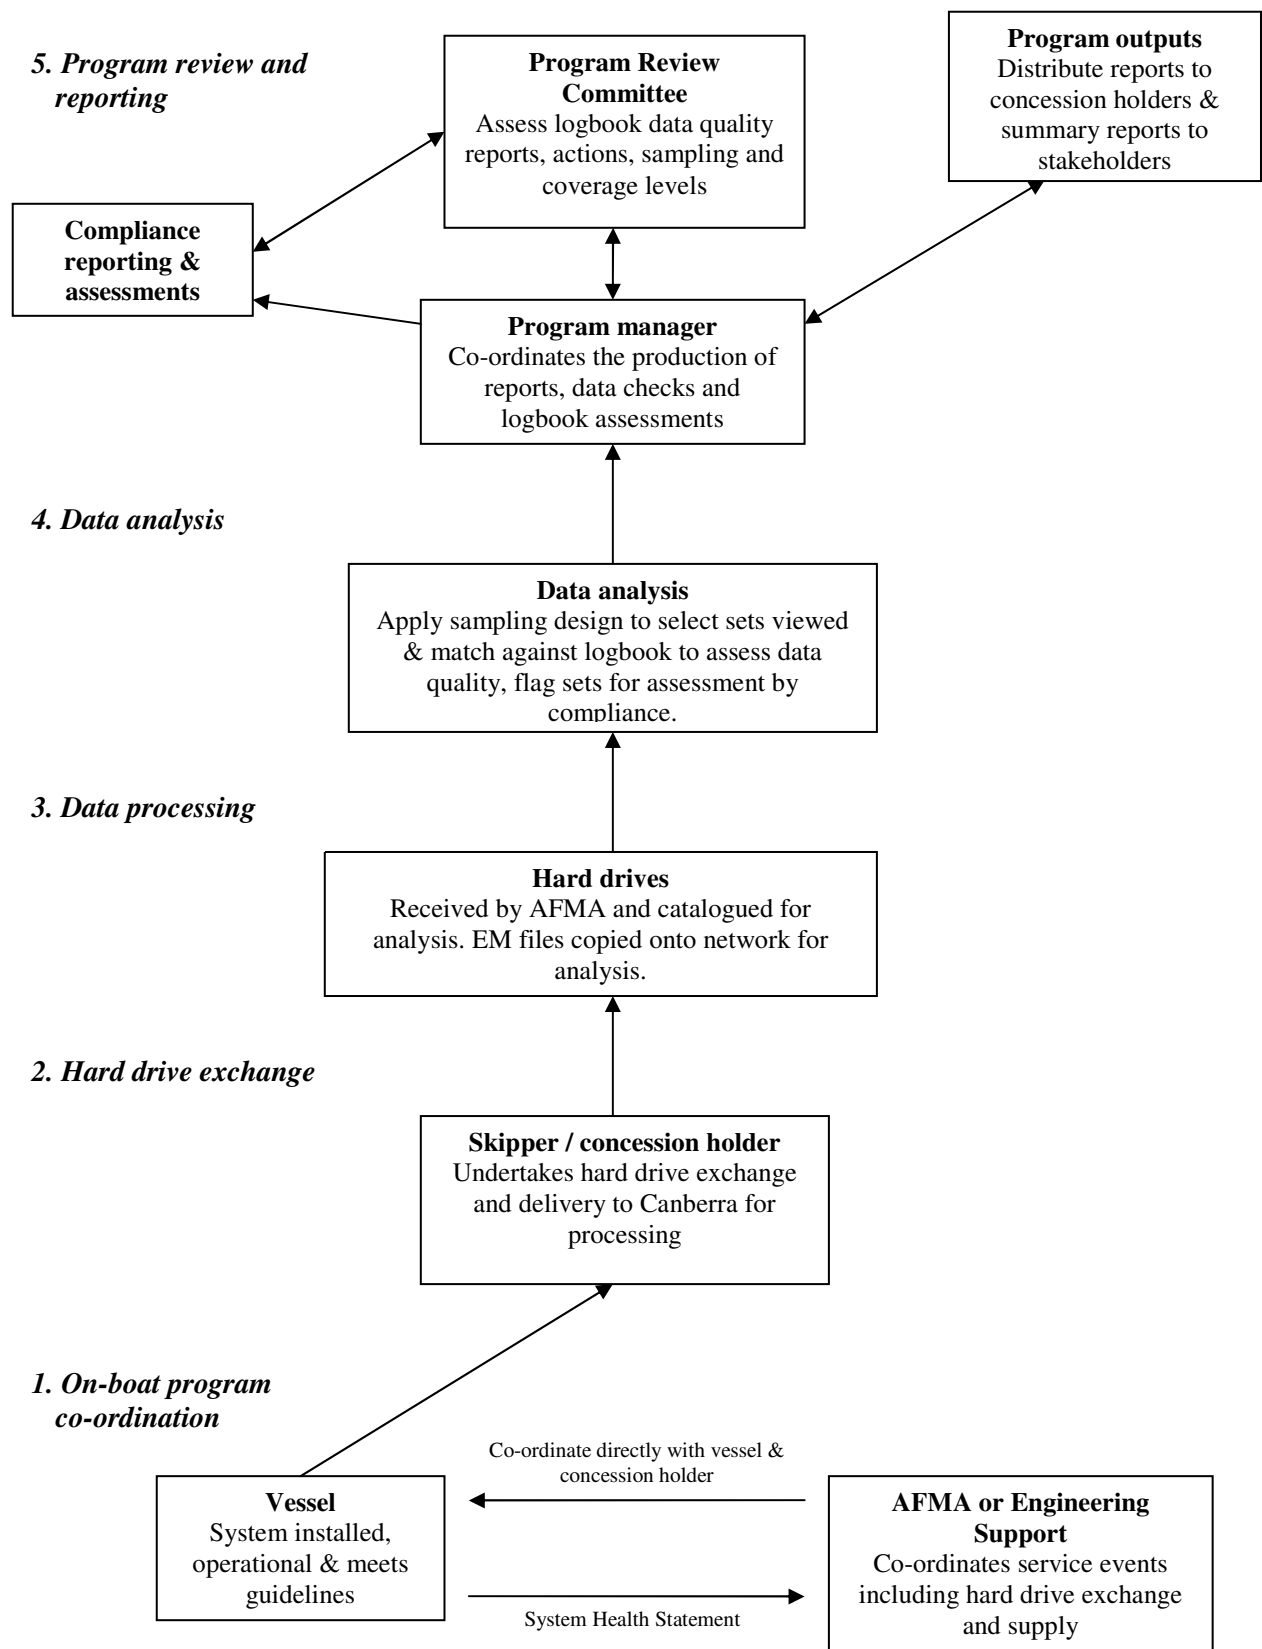 5. Program review and
reporting
Program Review
Committee
Assess logbook data quality
reports, actions, sampling and
coverage levels
Program outputs
Distribute reports to
concession holders &
summary reports to
stakeholders
Compliance
reporting &
assessments
Program manager
Co-ordinates the production of
reports, data checks and
logbook assessments
4. Data analysis
Data analysis
Apply sampling design to select sets viewed
& match against logbook to assess data
quality, flag sets for assessment by
compliance.
3. Data processing
Hard drives
Received by AFMA and catalogued for
analysis. EM files copied onto network for
analysis.
2. Hard drive exchange
Skipper / concession holder
Undertakes hard drive exchange
and delivery to Canberra for
processing
1. On-boat program
co-ordination
Co-ordinate directly with vessel &
concession holder
Vessel
System installed,
operational & meets
guidelines
System Health Statement
AFMA or Engineering
Support
Co-ordinates service events
including hard drive exchange
and supply